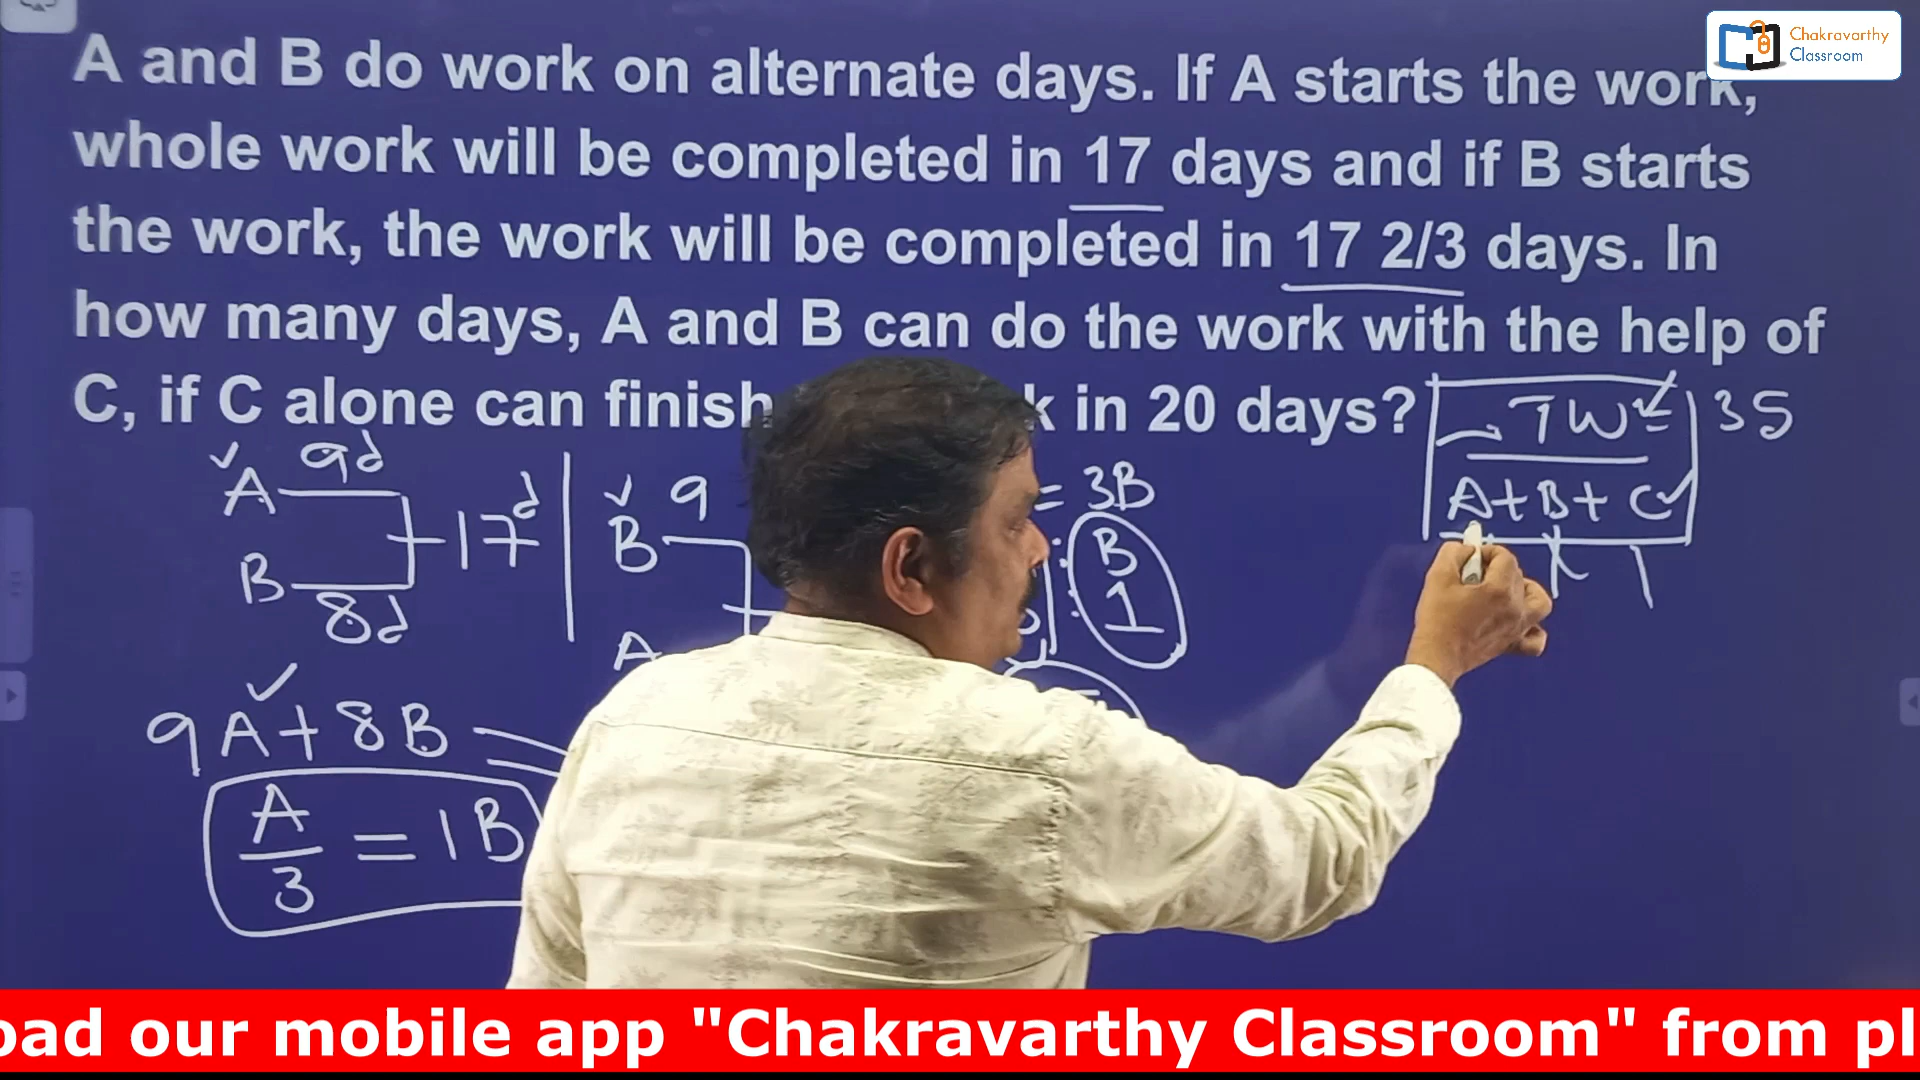 Chakravarthy
Classroom
A and B do work on alternate days. If A starts the work,
whole work will be completed in 17 days and if B starts
the work, the work will be completed in 17 2/3 days. In
how many days, A and B can do the work with the help of
C, if C alone can finish k in 20 days?
TW
35
A+B+C
1
A 9d
17d
B 8d
B 9
A
= 3B
B
1
9A+8B =
A/3 = 1B
oad our mobile app "Chakravarthy Classroom" from pl